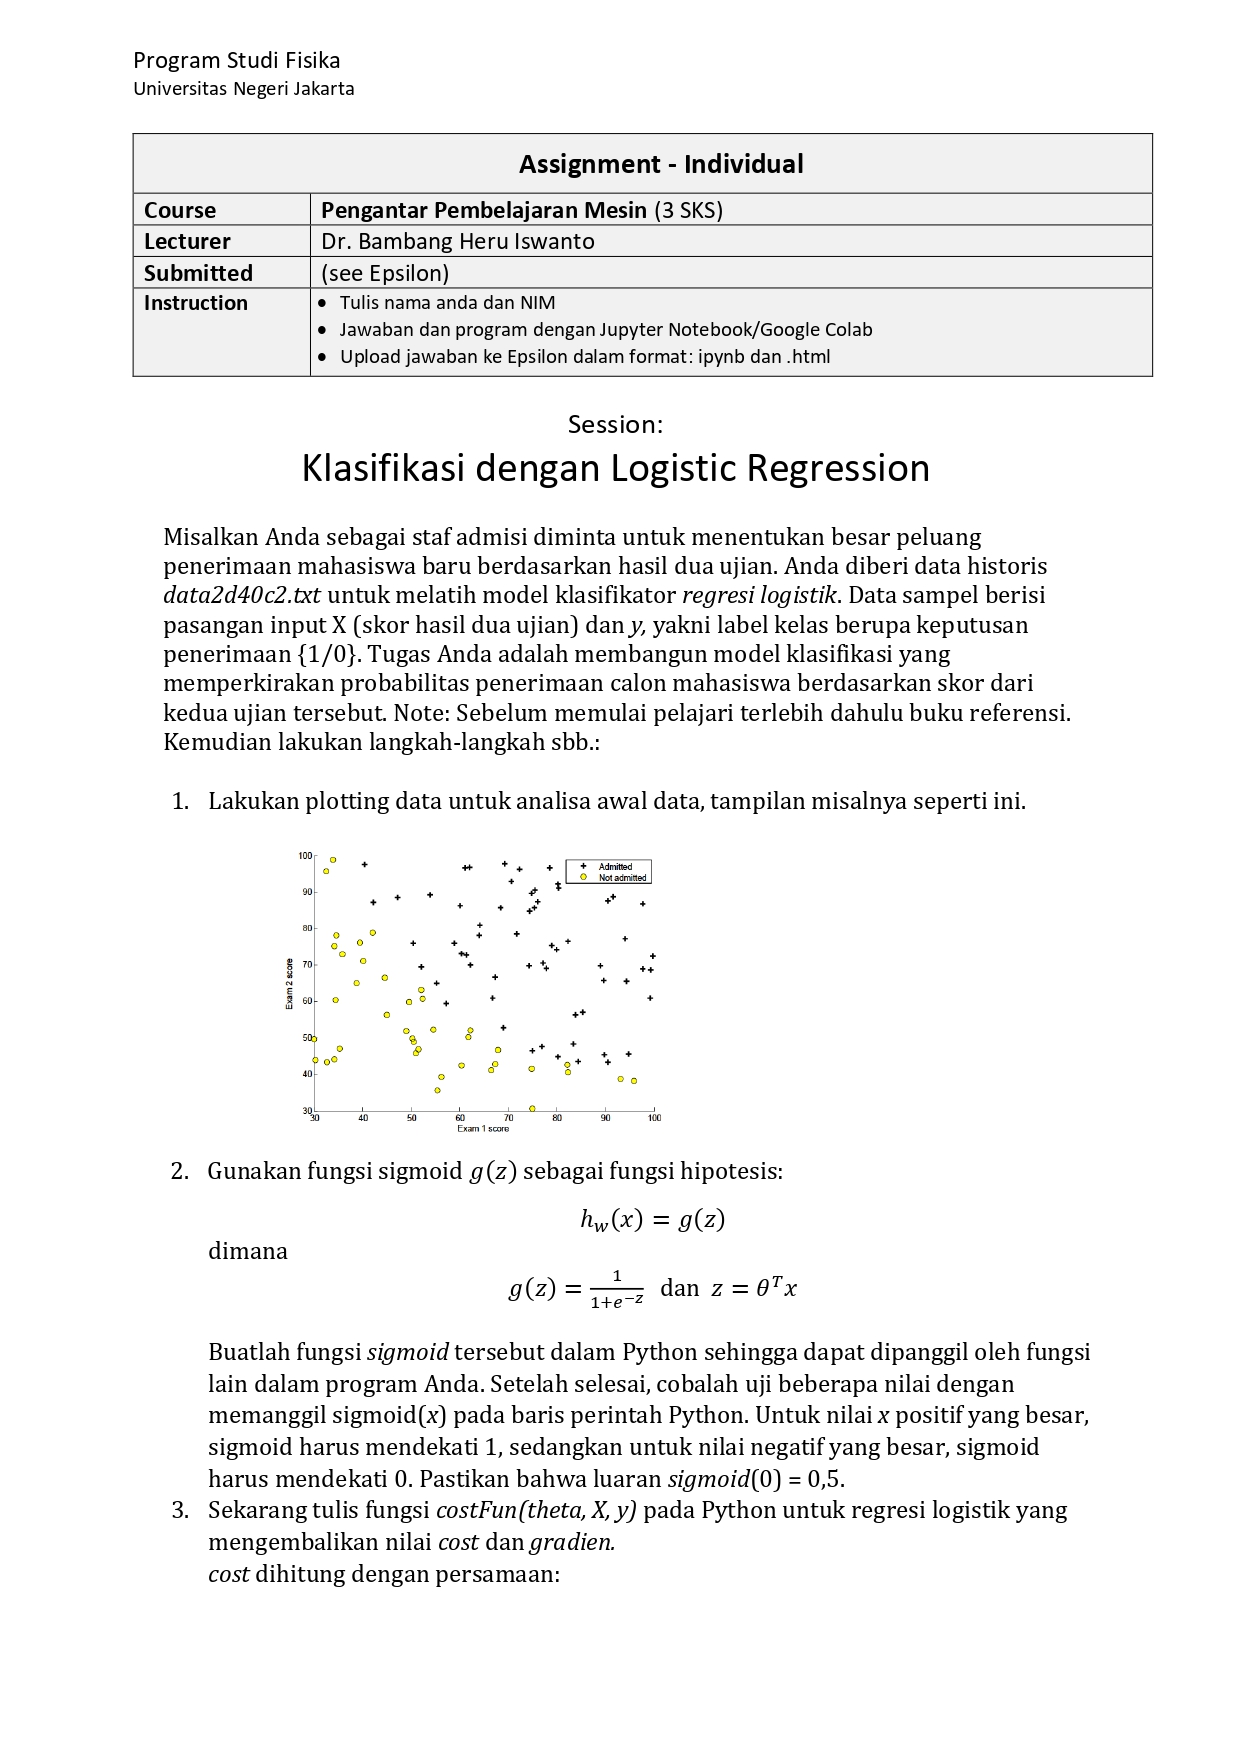 Program Studi Fisika
Universitas Negeri Jakarta
Assignment - Individual
Course Pengantar Pembelajaran Mesin (3 SKS)
Lecturer Dr. Bambang Heru Iswanto
Submitted (see Epsilon)
Instruction • Tulis nama anda dan NIM
• Jawaban dan program dengan Jupyter Notebook/Google Colab
• Upload jawaban ke Epsilon dalam format: ipynb dan .html
Session:
Klasifikasi dengan Logistic Regression
Misalkan Anda sebagai staf admisi diminta untuk menentukan besar peluang
penerimaan mahasiswa baru berdasarkan hasil dua ujian. Anda diberi data historis
data2d40c2.txt untuk melatih model klasifikator regresi logistik. Data sampel berisi
pasangan input X (skor hasil dua ujian) dan y, yakni label kelas berupa keputusan
penerimaan {1/0}. Tugas Anda adalah membangun model klasifikasi yang
memperkirakan probabilitas penerimaan calon mahasiswa berdasarkan skor dari
kedua ujian tersebut. Note: Sebelum memulai pelajari terlebih dahulu buku referensi.
Kemudian lakukan langkah-langkah sbb.:
1. Lakukan plotting data untuk analisa awal data, tampilan misalnya seperti ini.
100
90
80
70
60
50
40
30
Exam 2 score
Admitted
Not admitted
30 40 50 60 70 80 90 100
Exam 1 score
2. Gunakan fungsi sigmoid g(z) sebagai fungsi hipotesis:
h_w(x) = g(z)
dimana
g(z) = 1/(1+e^{-z}) dan z = θ^T x
Buatlah fungsi sigmoid tersebut dalam Python sehingga dapat dipanggil oleh fungsi
lain dalam program Anda. Setelah selesai, cobalah uji beberapa nilai dengan
memanggil sigmoid(x) pada baris perintah Python. Untuk nilai x positif yang besar,
sigmoid harus mendekati 1, sedangkan untuk nilai negatif yang besar, sigmoid
harus mendekati 0. Pastikan bahwa luaran sigmoid(0) = 0,5.
3. Sekarang tulis fungsi costFun(theta, X, y) pada Python untuk regresi logistik yang
mengembalikan nilai cost dan gradien.
cost dihitung dengan persamaan: